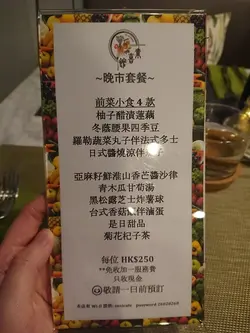 ~晚市套餐~
前菜小食4款
柚子醋漬蓮藕
冬蔭腰果四季豆
羅勒蔬菜丸子伴法式多士
日式醬燒涼伴茄子
亞麻籽鮮淮山香芒醬沙律
青木瓜甘荀湯
黑松露芝士炸薯球
台式香菇飯伴滷蛋
是日甜品
菊花杞子茶
每位 HK$250
**免收加一服務費
只收現金
敬請一日前預訂